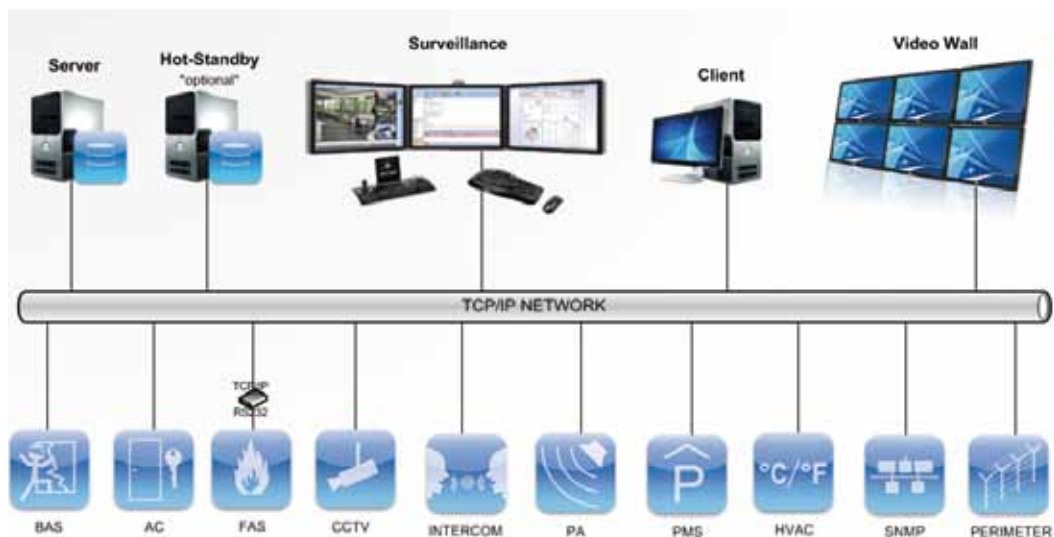 Server
Hot-Standby
"optional"
Surveillance
Client
Video Wall
TCP/IP NETWORK
TCP/IP
RS232
P
°C/°F
BAS
AC
FAS
CCTV
INTERCOM
PA
PMS
HVAC
SNMP
PERIMETER